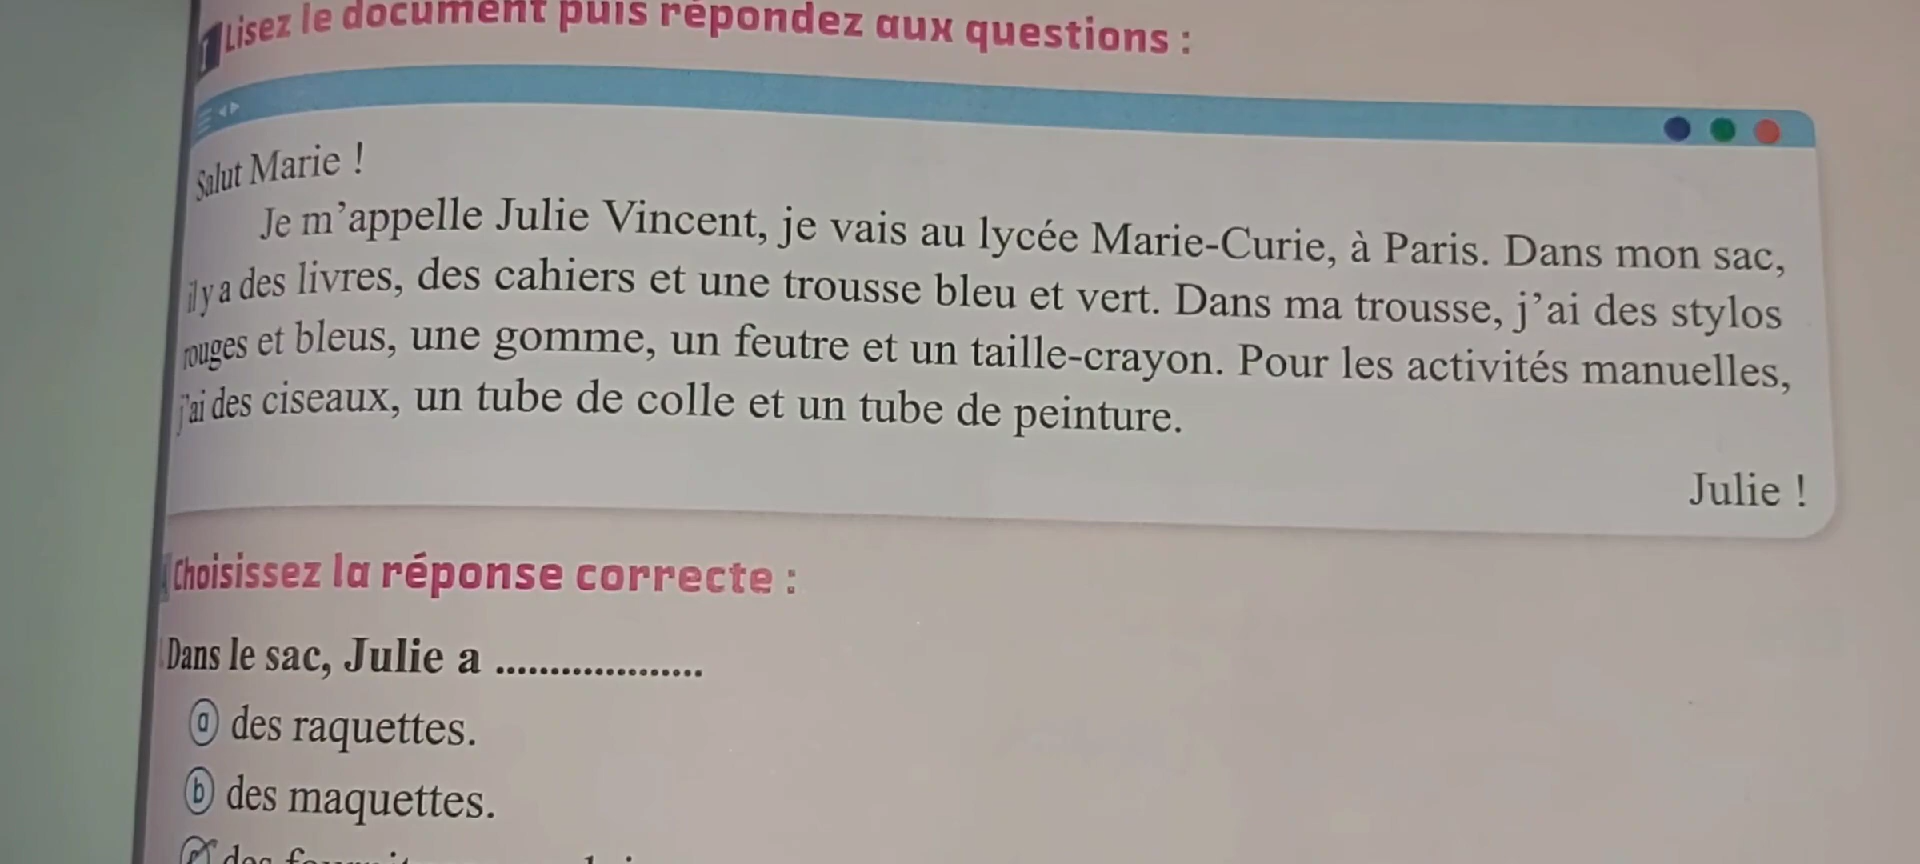 Lisez le document puis répondez aux questions :
Salut Marie !
Je m'appelle Julie Vincent, je vais au lycée Marie-Curie, à Paris. Dans mon sac,
il y a des livres, des cahiers et une trousse bleu et vert. Dans ma trousse, j'ai des stylos
rouges et bleus, une gomme, un feutre et un taille-crayon. Pour les activités manuelles,
j'ai des ciseaux, un tube de colle et un tube de peinture.
Julie !
Choisissez la réponse correcte :
Dans le sac, Julie a ...................
a des raquettes.
b des maquettes.
des